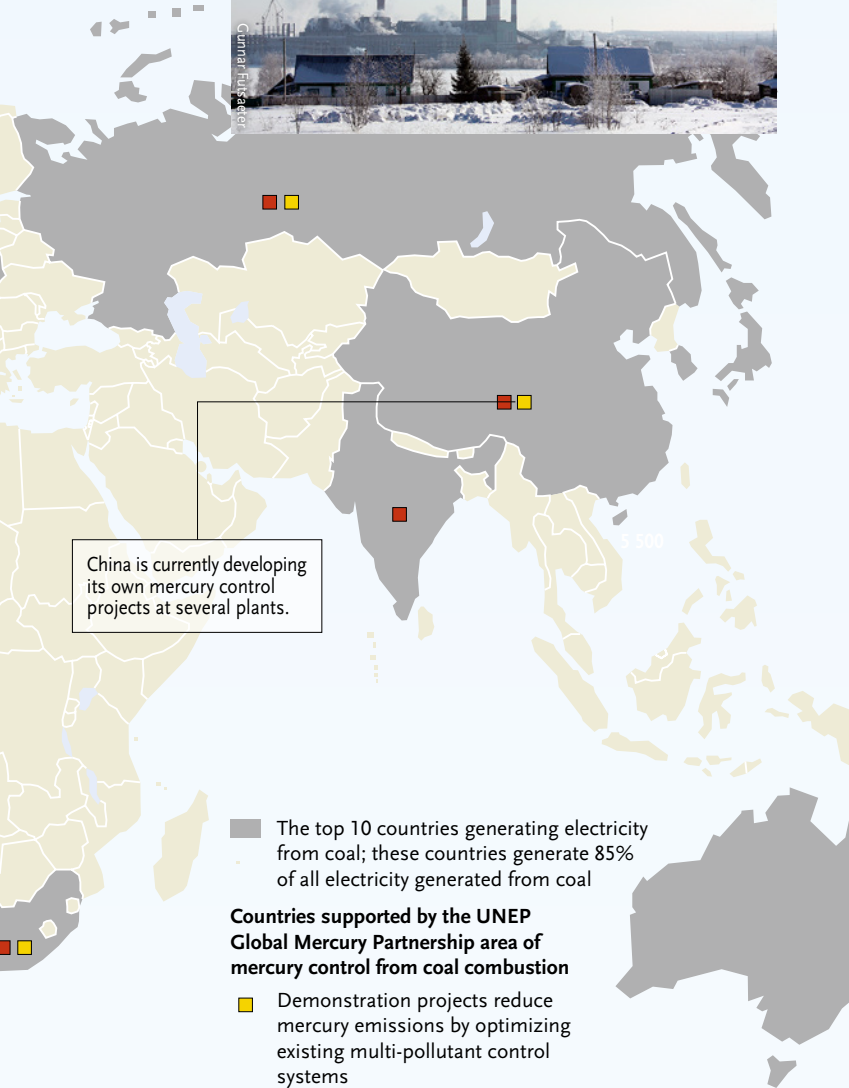 Gunnar Futsaeter
S 500
China is currently developing
its own mercury control
projects at several plants.
The top 10 countries generating electricity
from coal; these countries generate 85%
of all electricity generated from coal
Countries supported by the UNEP
Global Mercury Partnership area of
mercury control from coal combustion
Demonstration projects reduce
mercury emissions by optimizing
existing multi-pollutant control
systems